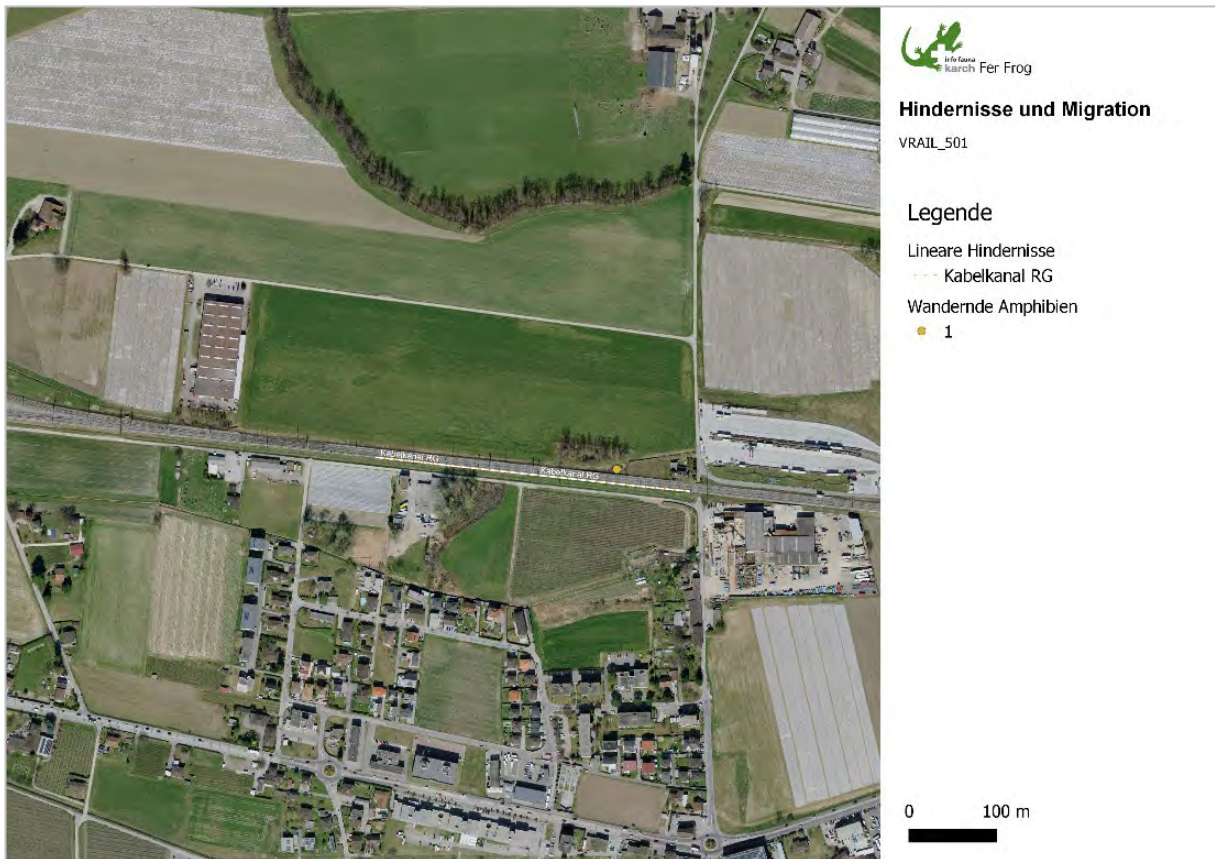 info fauna
karch Fer Frog
Hindernisse und Migration
VRAIL_501
Legende
Lineare Hindernisse
Kabelkanal RG
Wandernde Amphibien
1
Kabelkanal RG
Kabelkanal RG
0 100 m